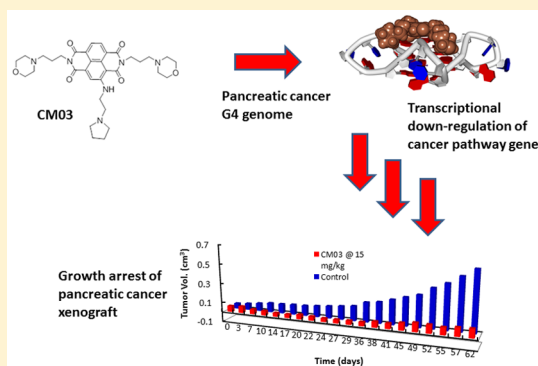 N
N
O
O
O
N
N
O
O
O
N
NH
N
CM03
Pancreatic cancer
G4 genome
Transcriptional
down-regulation of
cancer pathway gene
Growth arrest of
pancreatic cancer
xenograft
Tumor Vol. (cm³)
0.7
0.5
0.3
0.1
-0.1
CM03 @ 15
mg/kg
Control
0 3 7 10 14 17 20 22 24 27 29 36 38 41 45 49 52 55 57 62
Time (days)